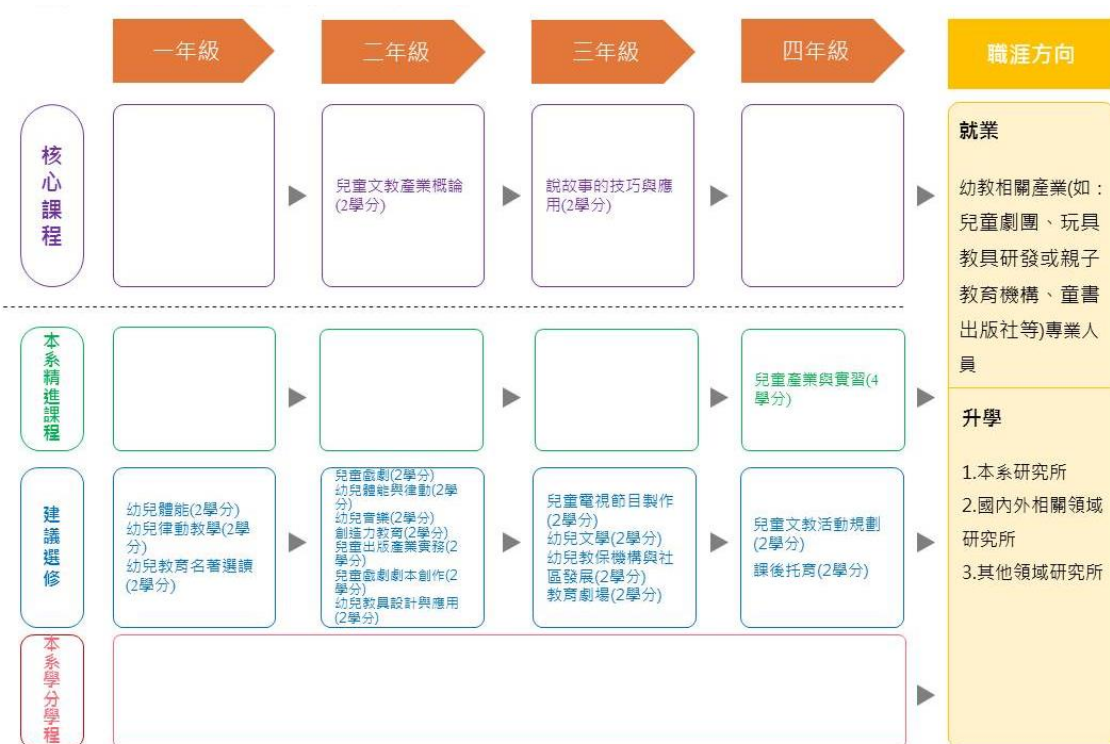 一年級
二年級
三年級
四年級
職涯方向
核心課程
兒童文教產業概論
(2學分)
說故事的技巧與應
用(2學分)
就業
幼教相關產業(如：
兒童劇團、玩具
教具研發或親子
教育機構、童書
出版社等)專業人
員
本系精進課程
兒童產業與實習(4
學分)
升學
1.本系研究所
2.國內外相關領域
研究所
3.其他領域研究所
建議選修
幼兒體能(2學分)
幼兒律動教學(2學
分)
幼兒教育名著選讀
(2學分)
兒童戲劇(2學分)
幼兒體能與律動(2學
分)
幼兒音樂(2學分)
創造力教育(2學分)
兒童出版產業實務(2
學分)
兒童戲劇劇本創作(2
學分)
幼兒教具設計與應用
(2學分)
兒童電視節目製作
(2學分)
幼兒文學(2學分)
幼兒教保機構與社
區發展(2學分)
教育劇場(2學分)
兒童文教活動規劃
(2學分)
課後托育(2學分)
本系學分學程